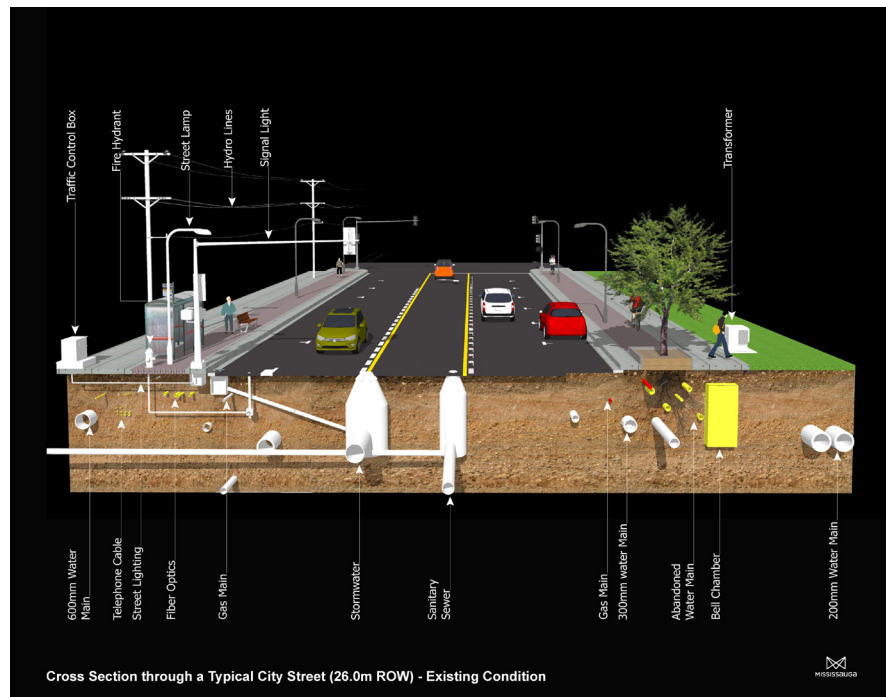 Traffic Control Box
Fire Hydrant
Street Lamp
Hydro Lines
Signal Light
Transformer
600mm Water
Main
Telephone Cable
Street Lighting
Fiber Optics
Gas Main
Stormwater
Sanitary
Sewer
Gas Main
300mm water Main
Abandoned
Water Main
Bell Chamber
200mm Water Main
Cross Section through a Typical City Street (26.0m ROW) - Existing Condition
MISSISSAUGA